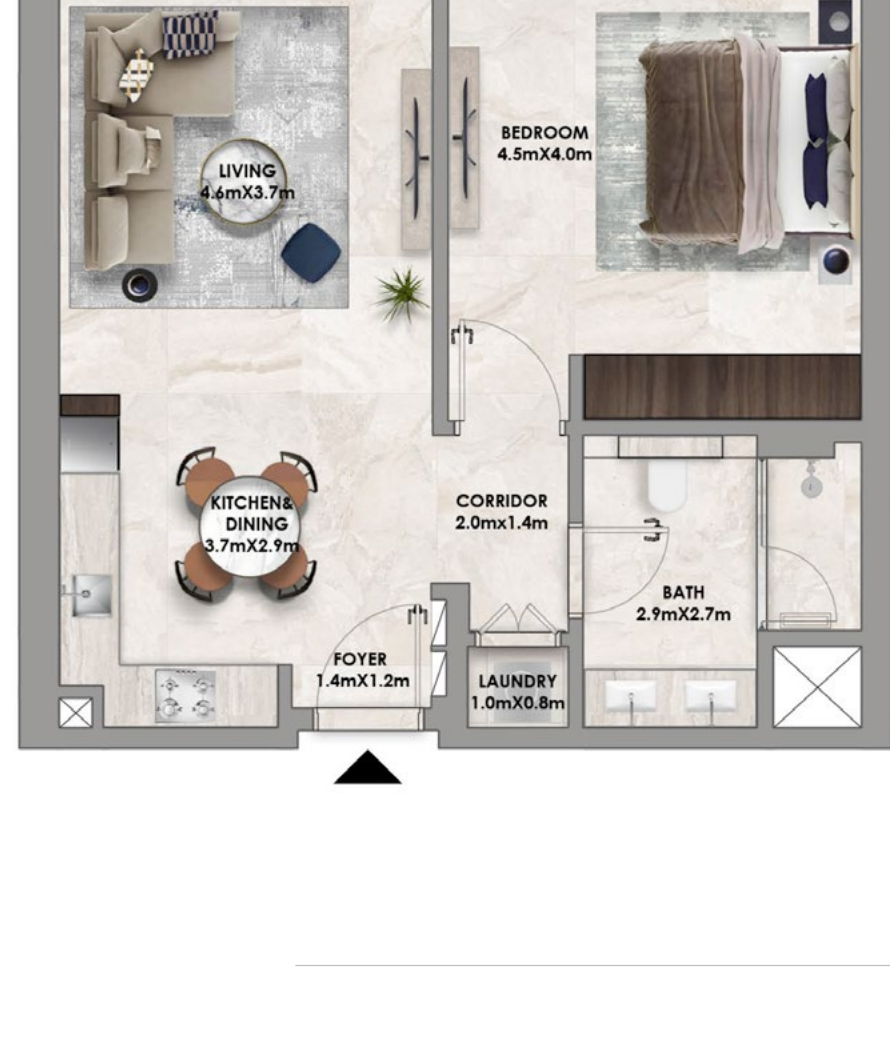 BEDROOM
4.5mX4.0m
LIVING
4.6mX3.7m
KITCHEN&
DINING
3.7mX2.9m
CORRIDOR
2.0mx1.4m
BATH
2.9mX2.7m
FOYER
1.4mX1.2m
LAUNDRY
1.0mX0.8m